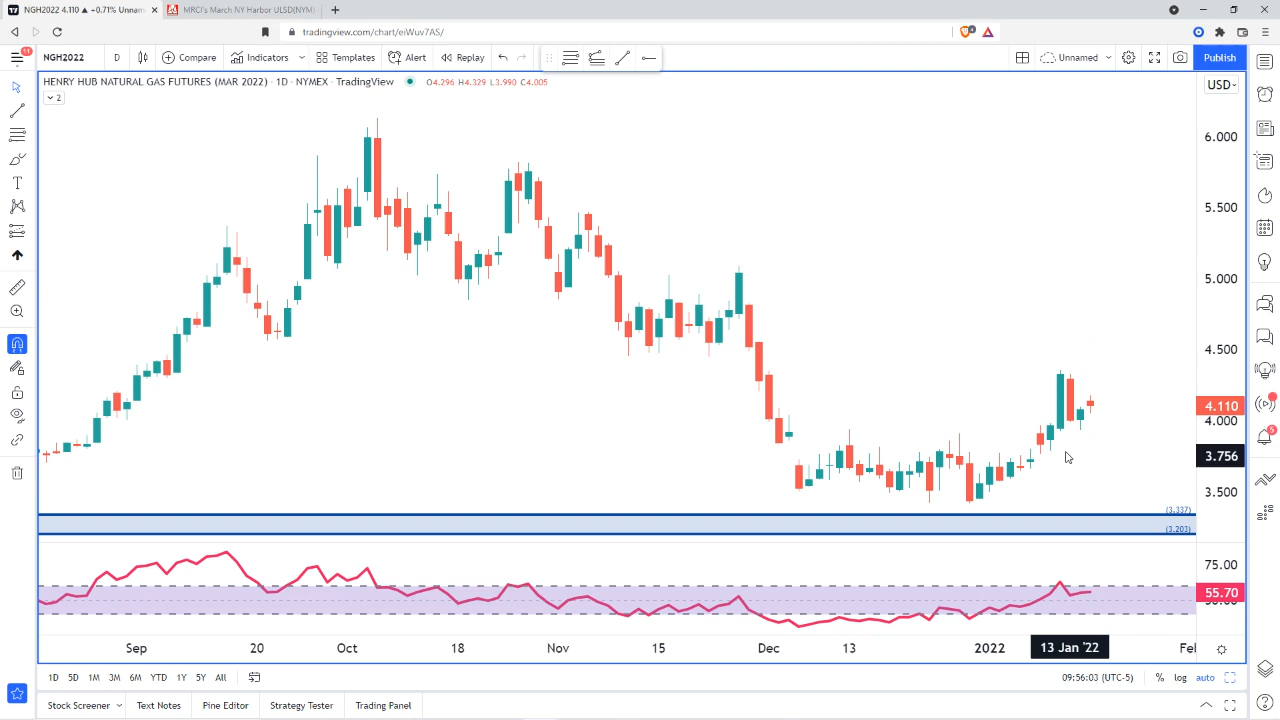 NGH2022 4.110 ▲ +0.71% Unnam
MRCI's March NY Harbor ULSD(NYM)
tradingview.com/chart/eiWuv7AS/
11
NGH2022
D
Compare
Indicators
Templates
Alert
Replay
Unnamed
Publish
HENRY HUB NATURAL GAS FUTURES (MAR 2022) · 1D · NYMEX · TradingView
O4.296 H4.329 L3.990 C4.005
USD
2
6.000
5.500
5.000
4.500
4.110
4.000
3.756
3.500
(3.337)
(3.203)
75.00
55.70
5
Sep
20
Oct
18
Nov
15
Dec
13
2022
13 Jan '22
Fel
1D
5D
1M
3M
6M
YTD
1Y
5Y
All
09:56:03 (UTC-5)
%
log
auto
Stock Screener
Text Notes
Pine Editor
Strategy Tester
Trading Panel